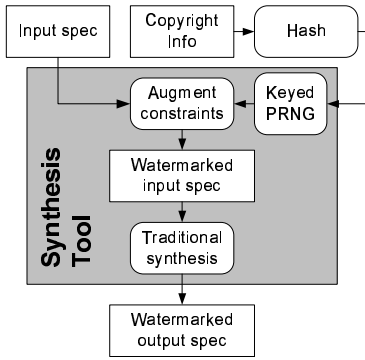 Input spec
Copyright
Info
Hash
Augment
constraints
Keyed
PRNG
Watermarked
input spec
Synthesis
Tool
Traditional
synthesis
Watermarked
output spec